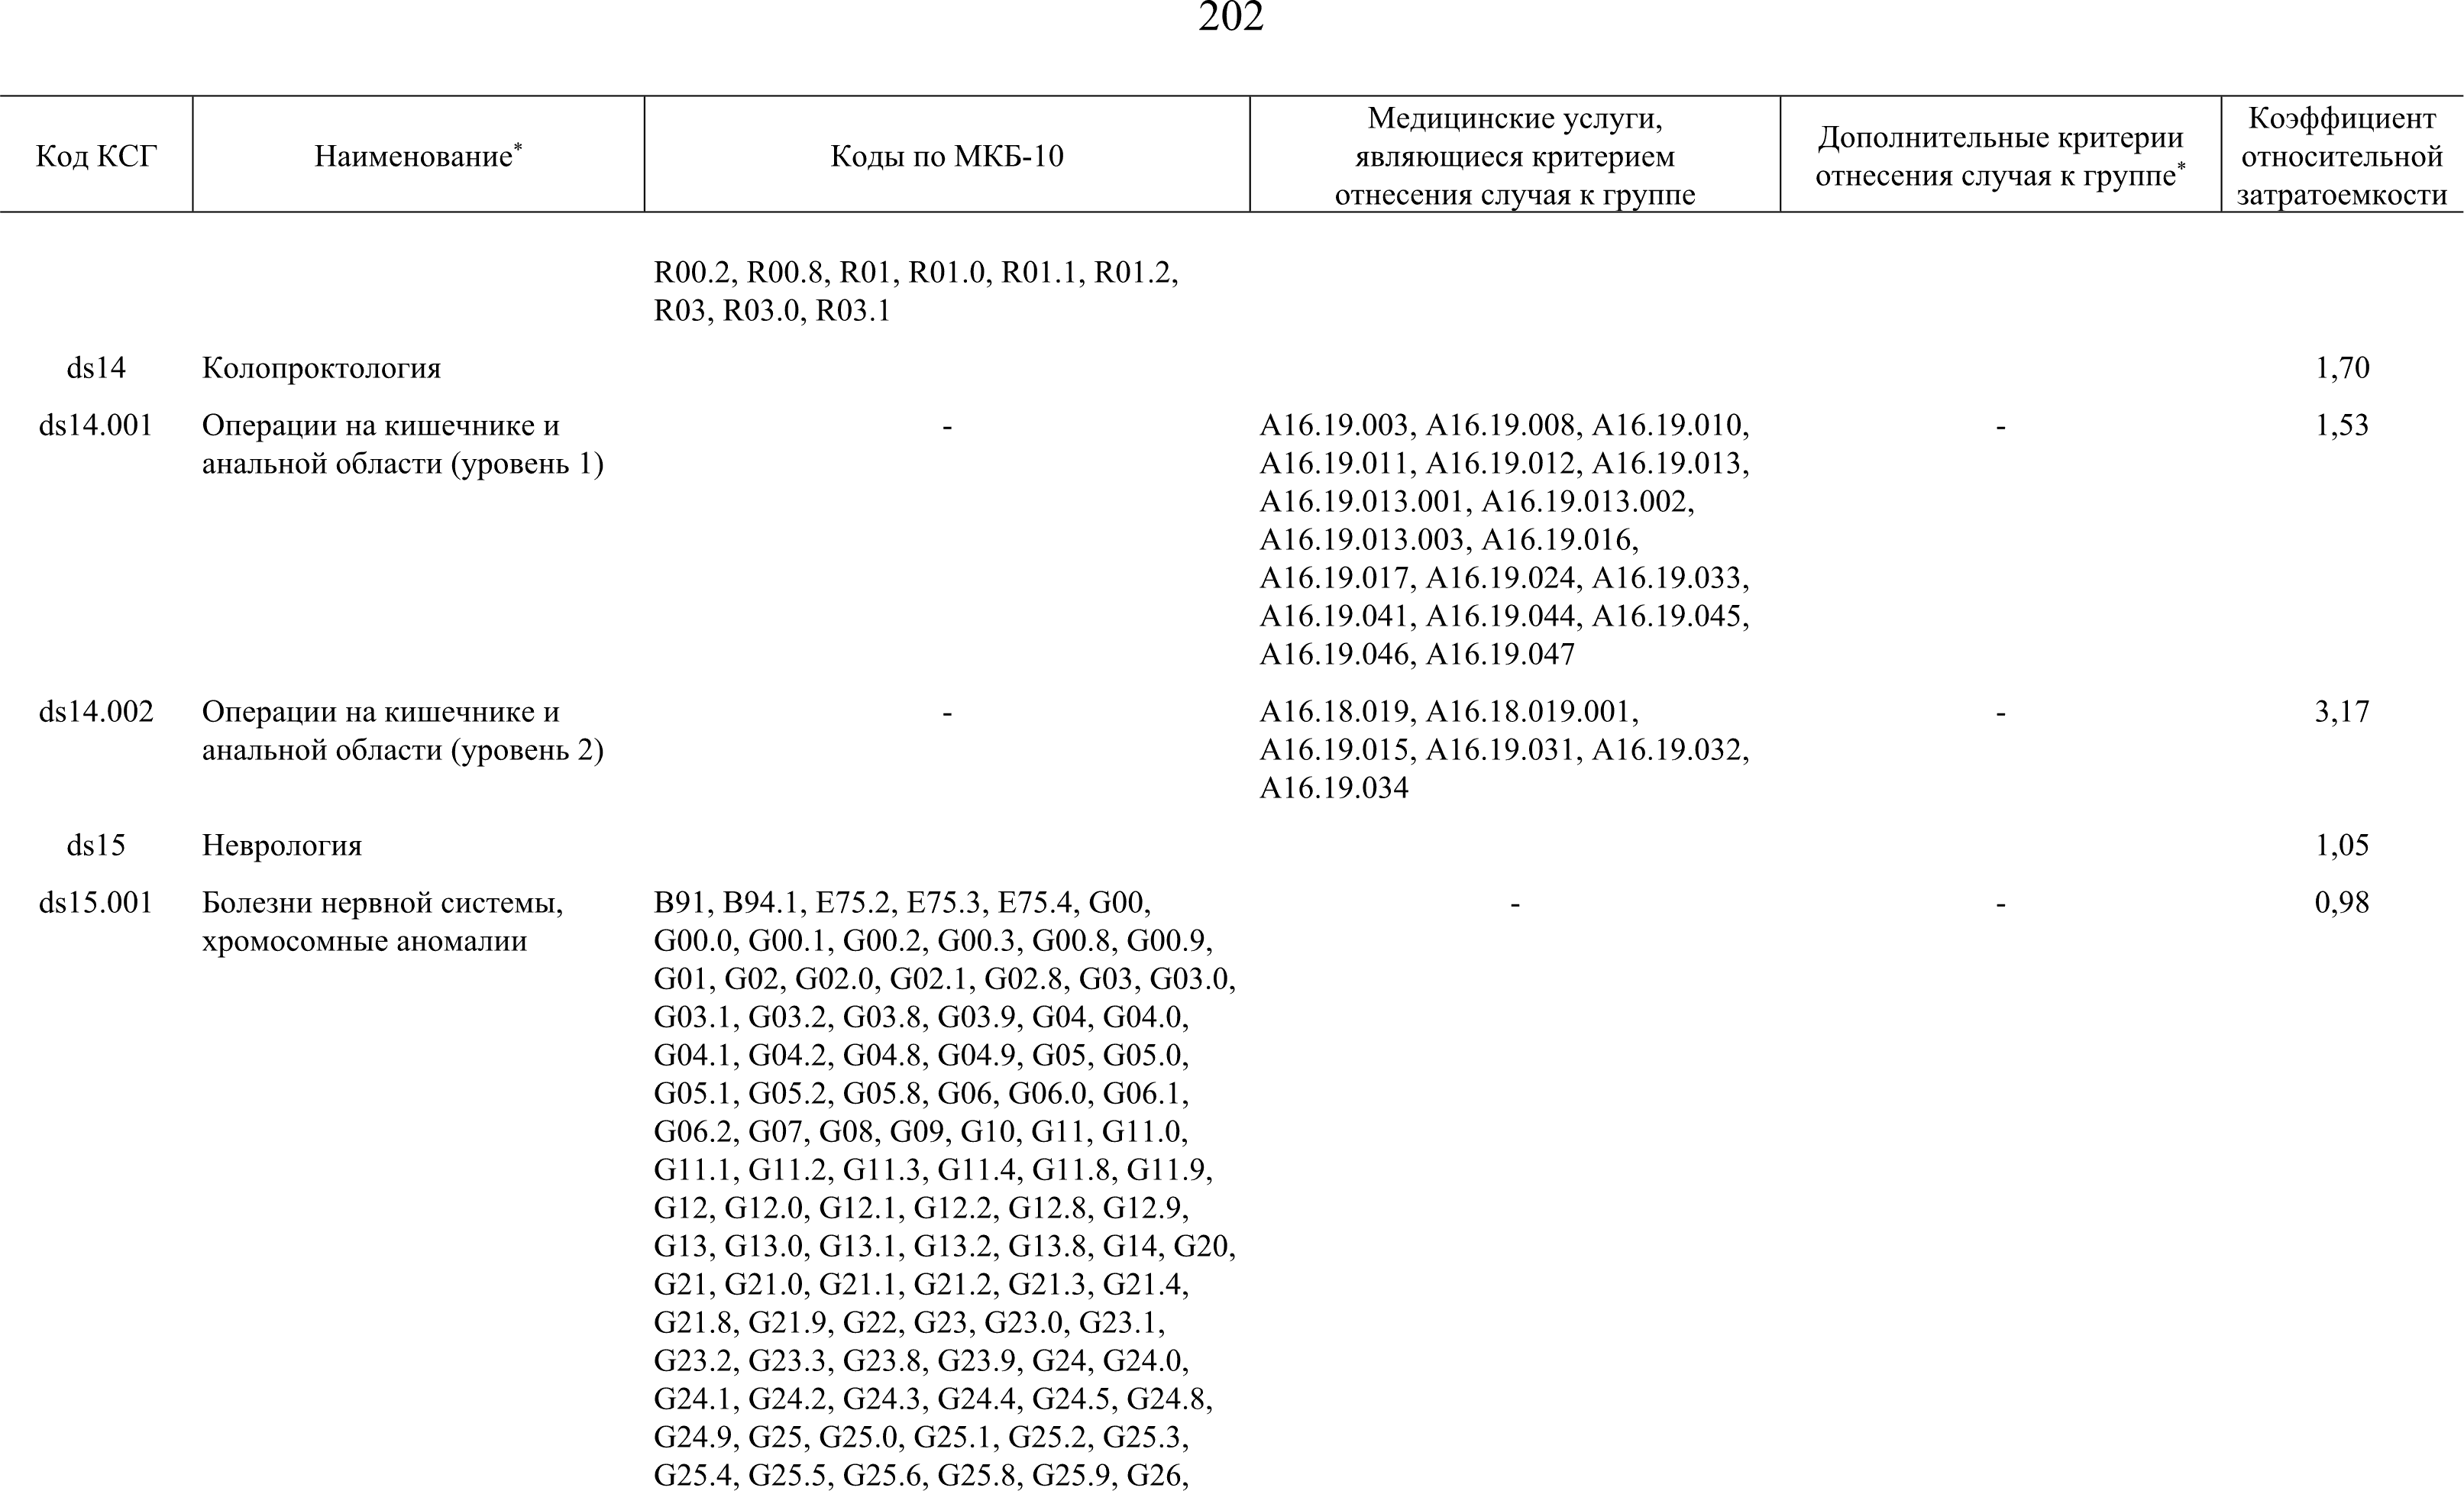 202
Код КСГ
Наименование*
Коды по МКБ-10
Медицинские услуги,
являющиеся критерием
отнесения случая к группе
Дополнительные критерии
отнесения случая к группе*
Коэффициент
относительной
затратоемкости
R00.2, R00.8, R01, R01.0, R01.1, R01.2,
R03, R03.0, R03.1
ds14 Колопроктология 1,70
ds14.001 Операции на кишечнике и - A16.19.003, A16.19.008, A16.19.010, - 1,53
анальной области (уровень 1) A16.19.011, A16.19.012, A16.19.013,
A16.19.013.001, A16.19.013.002,
A16.19.013.003, A16.19.016,
A16.19.017, A16.19.024, A16.19.033,
A16.19.041, A16.19.044, A16.19.045,
A16.19.046, A16.19.047
ds14.002 Операции на кишечнике и - A16.18.019, A16.18.019.001, - 3,17
анальной области (уровень 2) A16.19.015, A16.19.031, A16.19.032,
A16.19.034
ds15 Неврология 1,05
ds15.001 Болезни нервной системы, B91, B94.1, E75.2, E75.3, E75.4, G00, - - 0,98
хромосомные аномалии G00.0, G00.1, G00.2, G00.3, G00.8, G00.9,
G01, G02, G02.0, G02.1, G02.8, G03, G03.0,
G03.1, G03.2, G03.8, G03.9, G04, G04.0,
G04.1, G04.2, G04.8, G04.9, G05, G05.0,
G05.1, G05.2, G05.8, G06, G06.0, G06.1,
G06.2, G07, G08, G09, G10, G11, G11.0,
G11.1, G11.2, G11.3, G11.4, G11.8, G11.9,
G12, G12.0, G12.1, G12.2, G12.8, G12.9,
G13, G13.0, G13.1, G13.2, G13.8, G14, G20,
G21, G21.0, G21.1, G21.2, G21.3, G21.4,
G21.8, G21.9, G22, G23, G23.0, G23.1,
G23.2, G23.3, G23.8, G23.9, G24, G24.0,
G24.1, G24.2, G24.3, G24.4, G24.5, G24.8,
G24.9, G25, G25.0, G25.1, G25.2, G25.3,
G25.4, G25.5, G25.6, G25.8, G25.9, G26,